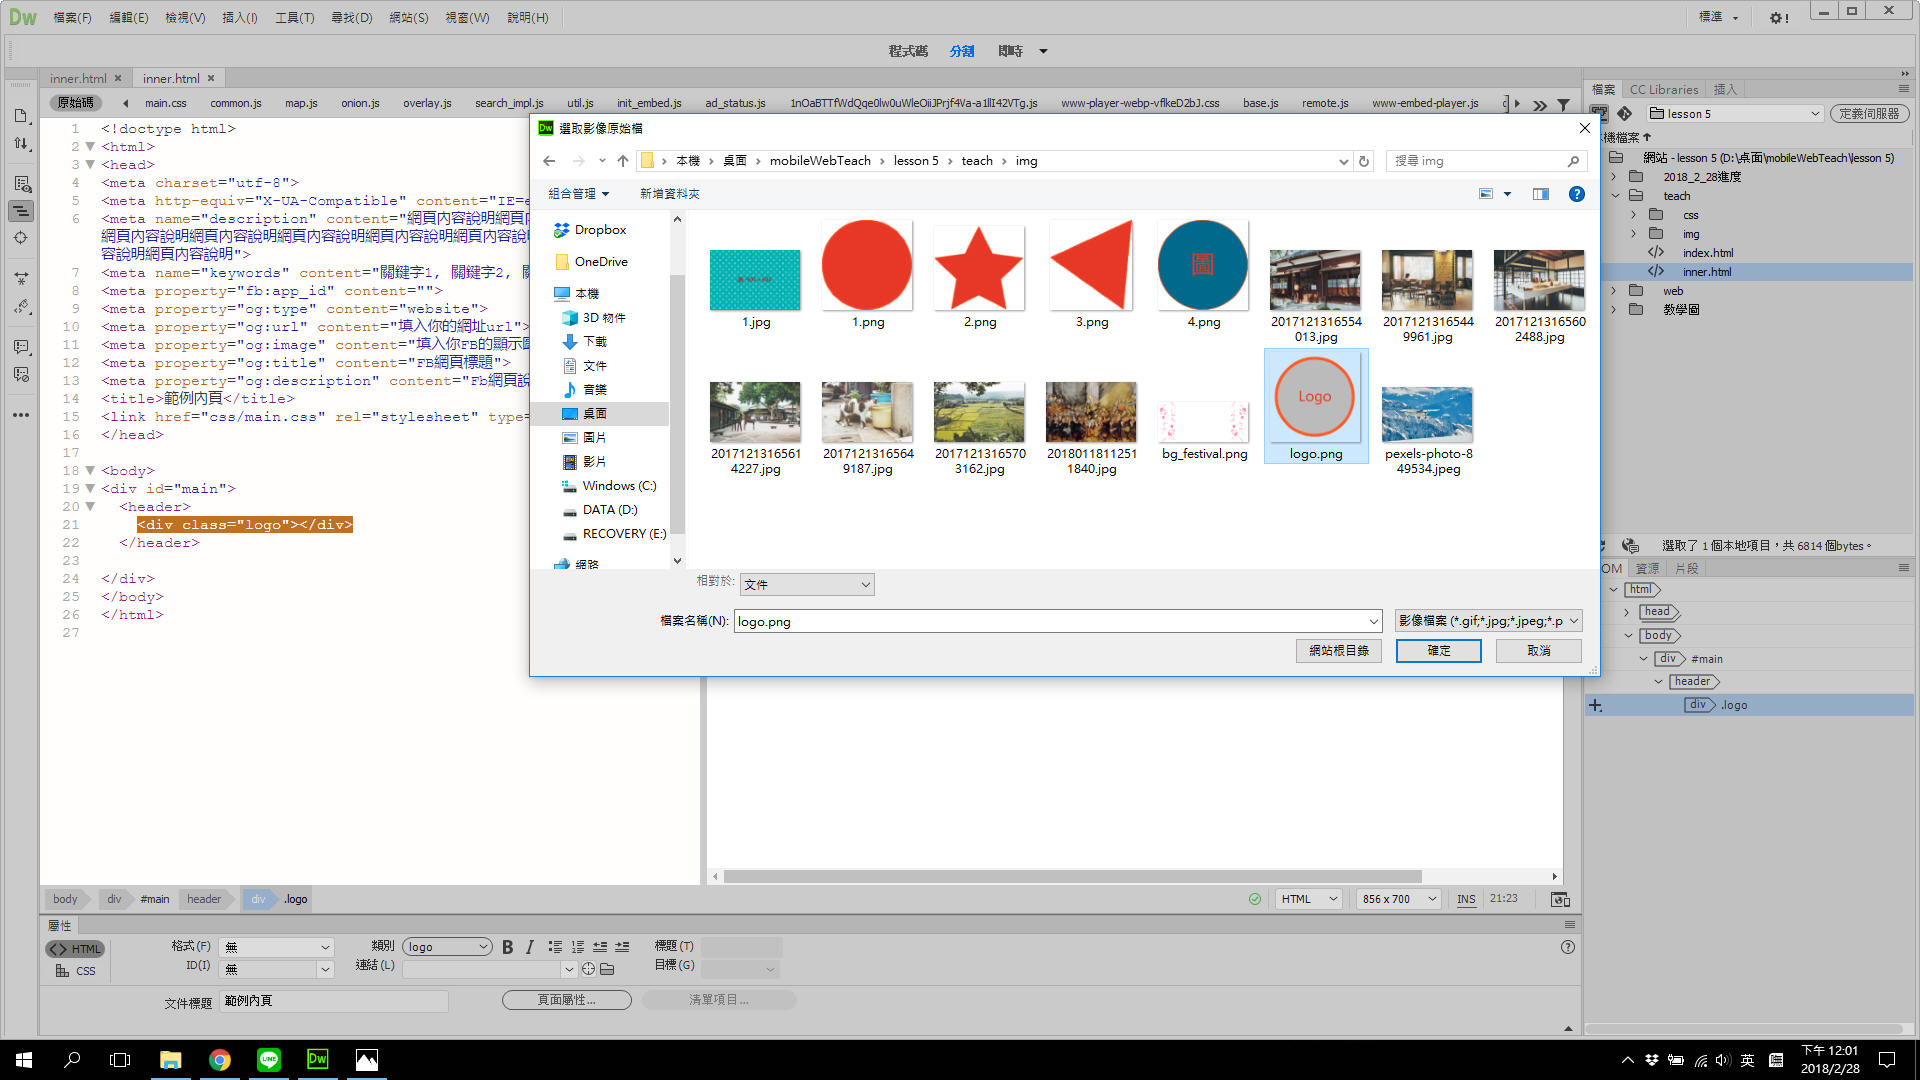 Dw 檔案(F) 編輯(E) 檢視(V) 插入(I) 工具(T) 尋找(D) 網站(S) 視窗(W) 說明(H) 標準
程式碼 分割 即時
inner.html inner.html
原始碼 main.css common.js map.js onion.js overlay.js search_impl.js util.js init_embed.js ad_status.js 1nOaBTTfWdQqe0lw0uWleOiiJPrjf4Va-a1lII42VTg.js www-player-webp-vflkeD2bJ.css base.js remote.js www-embed-player.js
1 <!doctype html>
2 <html>
3 <head>
4 <meta charset="utf-8">
5 <meta http-equiv="X-UA-Compatible" content="IE=e
6 <meta name="description" content="網頁內容說明網頁內
網頁內容說明網頁內容說明網頁內容說明網頁內容說明網頁內容說
容說明網頁內容說明">
7 <meta name="keywords" content="關鍵字1, 關鍵字2, 關
8 <meta property="fb:app_id" content="">
9 <meta property="og:type" content="website">
10 <meta property="og:url" content="填入你的網址url">
11 <meta property="og:image" content="填入你FB的顯示圖
12 <meta property="og:title" content="FB網頁標題">
13 <meta property="og:description" content="Fb網頁說
14 <title>範例內頁</title>
15 <link href="css/main.css" rel="stylesheet" type=
16 </head>
17
18 <body>
19 <div id="main">
20 <header>
21 <div class="logo"></div>
22 </header>
23
24 </div>
25 </body>
26 </html>
27
Dw 選取影像原始檔
本機 桌面 mobileWebTeach lesson 5 teach img
搜尋 img
組合管理 新增資料夾
Dropbox
OneDrive
本機
3D 物件
下載
文件
音樂
桌面
圖片
影片
Windows (C:)
DATA (D:)
RECOVERY (E:)
網路
圖
1.jpg 1.png 2.png 3.png 4.png 2017121316554013.jpg 20171213165449961.jpg 20171213165602488.jpg
Logo
20171213165614227.jpg 20171213165649187.jpg 20171213165703162.jpg 20180118112511840.jpg bg_festival.png logo.png pexels-photo-849534.jpeg
相對於: 文件
檔案名稱(N): logo.png 影像檔案 (*.gif;*.jpg;*.jpeg;*.p
網站根目錄 確定 取消
檔案 CC Libraries 插入
lesson 5 定義伺服器
本機檔案
網站 - lesson 5 (D:\桌面\mobileWebTeach\lesson 5)
2018_2_28進度
teach
css
img
index.html
inner.html
web
教學圖
選取了 1 個本地項目，共 6814 個bytes。
OM 資源 片段
html
head
body
div #main
header
div .logo
body div #main header div .logo
HTML 856 x 700 INS 21:23
屬性
HTML 格式(F) 無 類別 logo B I 標題(T)
CSS ID(I) 無 連結(L) 目標(G)
文件標題 範例內頁 頁面屬性... 清單項目...
LINE Dw
英
下午 12:01
2018/2/28